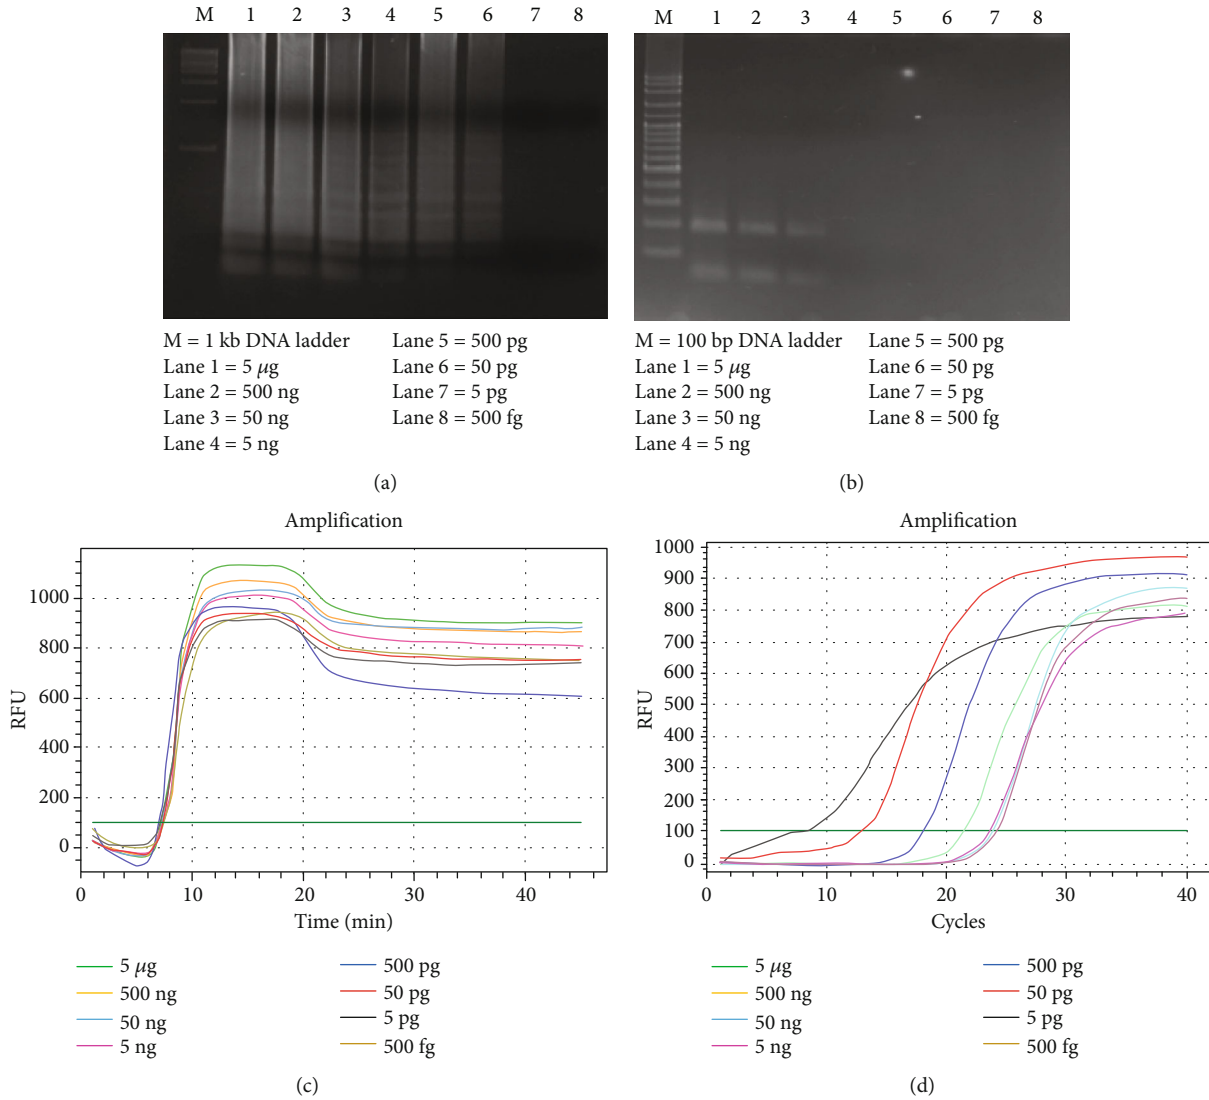 M 1 2 3 4 5 6 7 8
M = 1 kb DNA ladder
Lane 1 = 5 μg
Lane 2 = 500 ng
Lane 3 = 50 ng
Lane 4 = 5 ng
Lane 5 = 500 pg
Lane 6 = 50 pg
Lane 7 = 5 pg
Lane 8 = 500 fg
(a)
M 1 2 3 4 5 6 7 8
M = 100 bp DNA ladder
Lane 1 = 5 μg
Lane 2 = 500 ng
Lane 3 = 50 ng
Lane 4 = 5 ng
Lane 5 = 500 pg
Lane 6 = 50 pg
Lane 7 = 5 pg
Lane 8 = 500 fg
(b)
Amplification
RFU
1000
800
600
400
200
0
0 10 20 30 40
Time (min)
5 μg
500 ng
50 ng
5 ng
500 pg
50 pg
5 pg
500 fg
(c)
Amplification
RFU
1000
900
800
700
600
500
400
300
200
100
0
0 10 20 30 40
Cycles
5 μg
500 ng
50 ng
5 ng
500 pg
50 pg
5 pg
500 fg
(d)